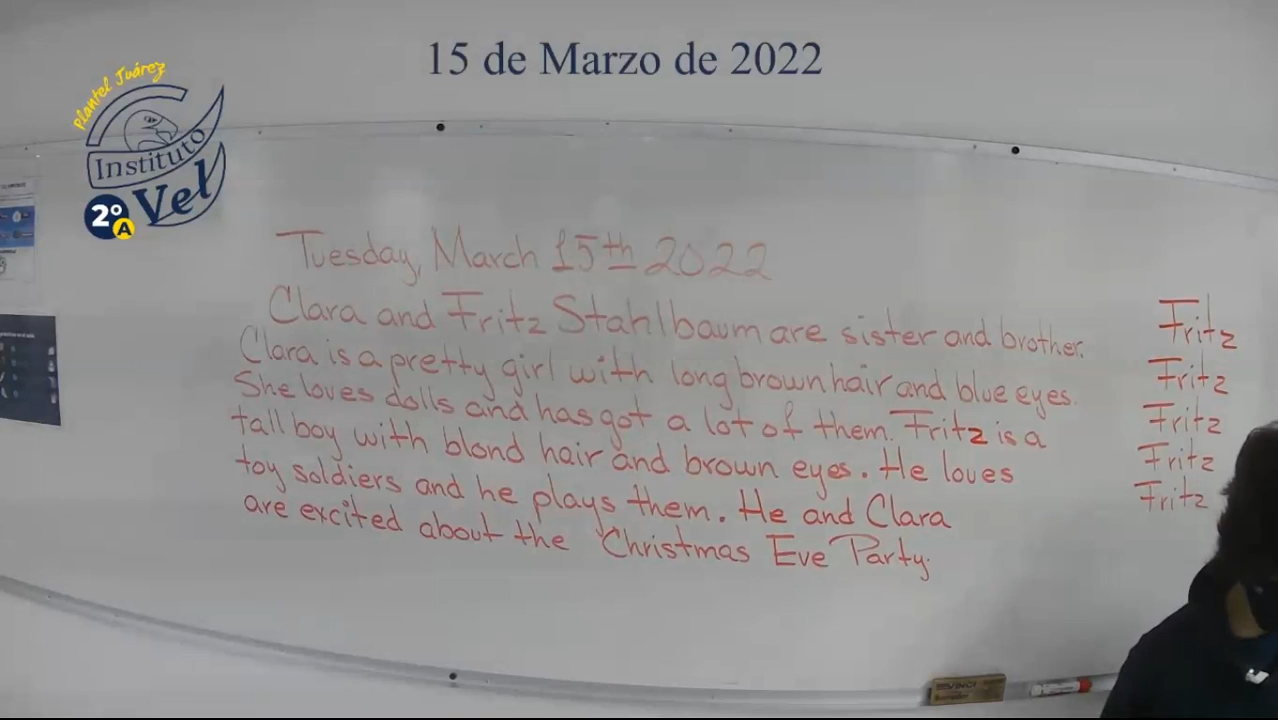 15 de Marzo de 2022
Plantel Juárez
Instituto
Vel
2º
A
Tuesday, March 15th 2022
Clara and Fritz Stahlbaum are sister and brother.
Clara is a pretty girl with long brown hair and blue eyes.
She loves dolls and has got a lot of them. Fritz is a
tall boy with blond hair and brown eyes. He loves
toy soldiers and he plays them. He and Clara
are excited about the Christmas Eve Party.
Fritz
Fritz
Fritz
Fritz
Fritz